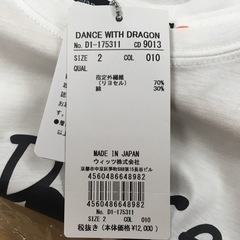 DANCE WITH DRAGON
No. D1-175311 CD 9013
SIZE 2 COL 010
QUAL
指定外繊維 70%
(リヨセル)
綿 30%
MADE IN JAPAN
ウィッツ株式会社
4560486648982
4560486648982
D1-175311
SIZE 2 COL 010
税抜き(本体価格 ¥12,000)